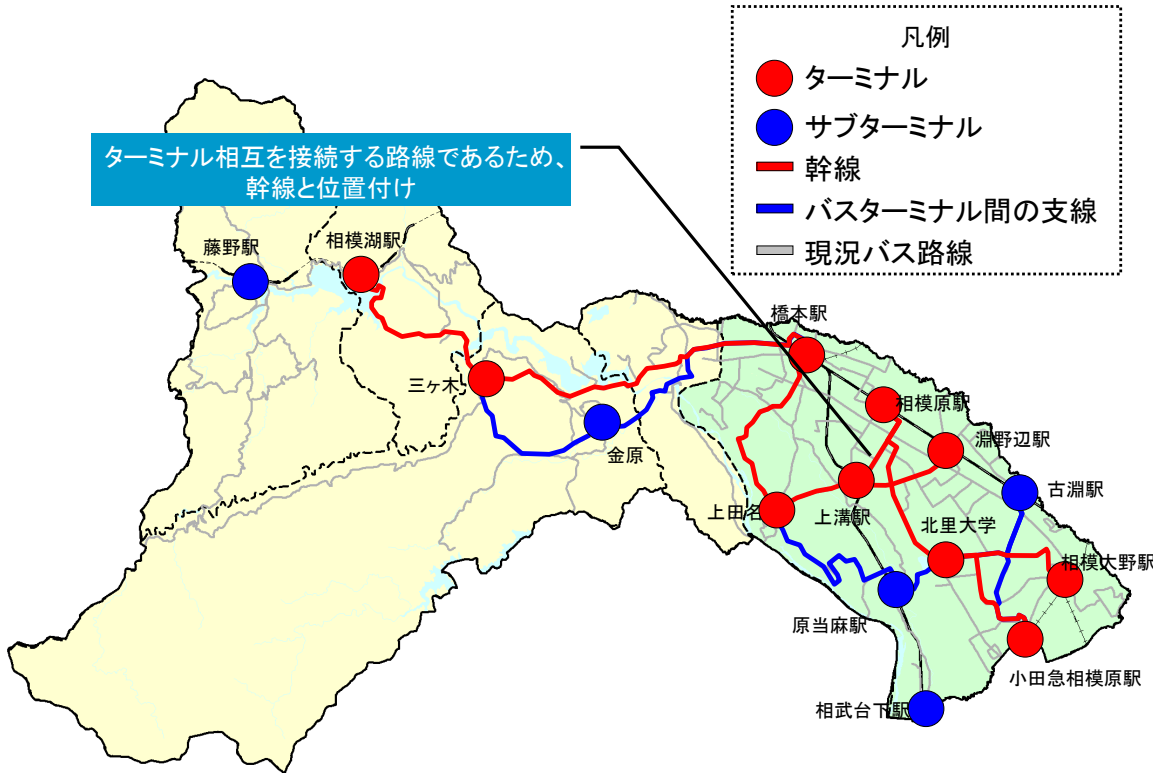 凡例
ターミナル
サブターミナル
幹線
バスターミナル間の支線
現況バス路線
ターミナル相互を接続する路線であるため、
幹線と位置付け
藤野駅
相模湖駅
橋本駅
三ヶ木
相模原駅
金原
淵野辺駅
古淵駅
上田名
上溝駅
北里大学
相模大野駅
原当麻駅
小田急相模原駅
相武台下駅